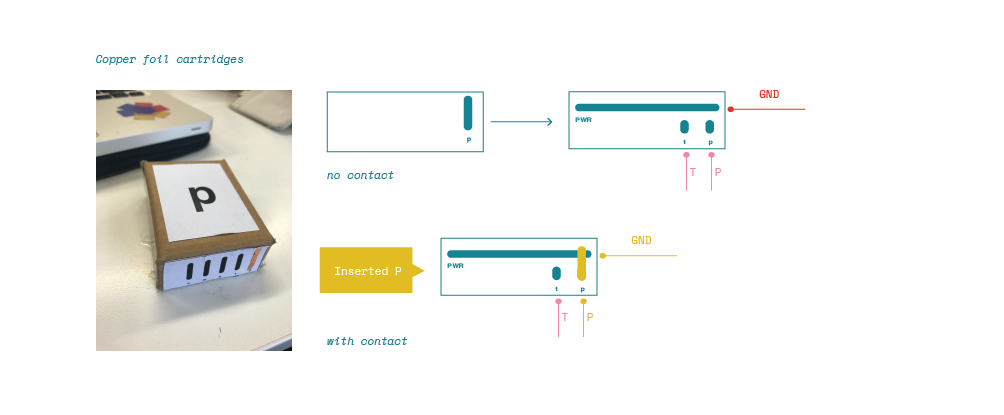 Copper foil cartridges
p
p
no contact
PWR
t
p
GND
T
P
Inserted P
PWR
t
p
GND
T
P
with contact